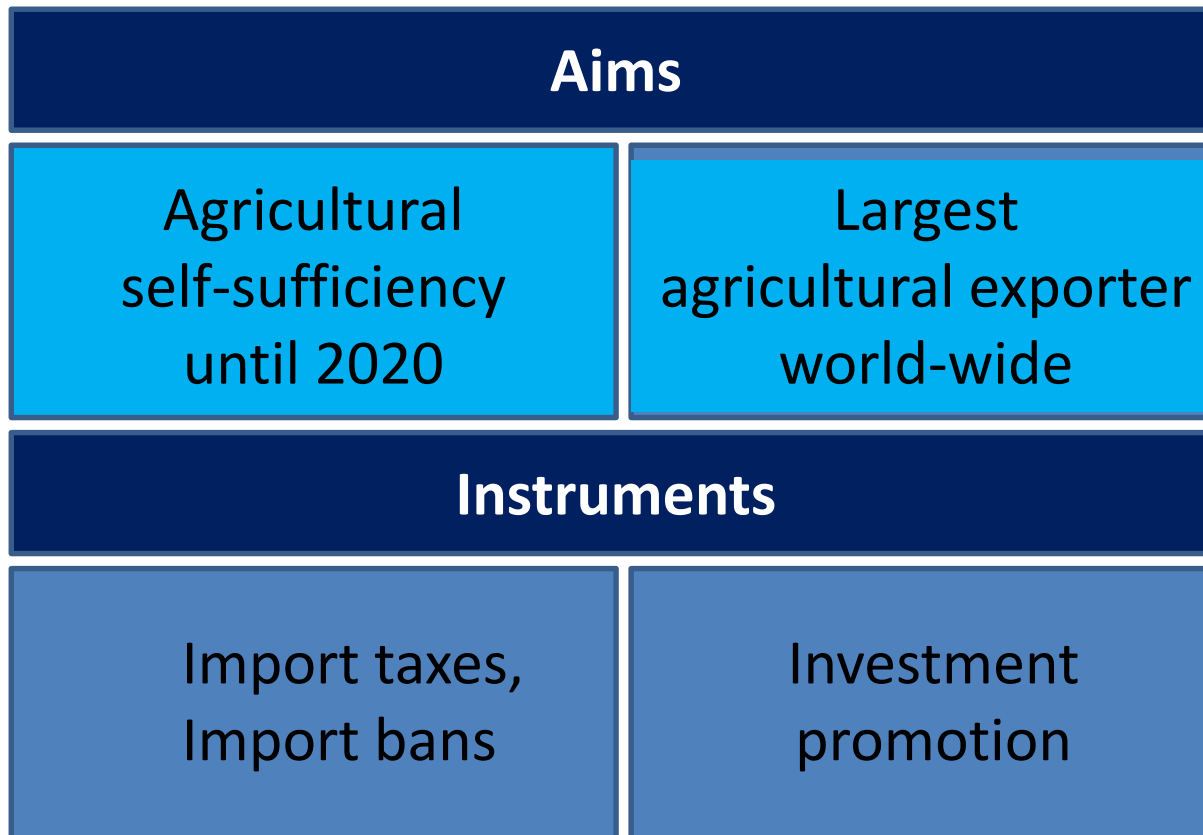 Aims
Agricultural
self-sufficiency
until 2020
Largest
agricultural exporter
world-wide
Instruments
Import taxes,
Import bans
Investment
promotion